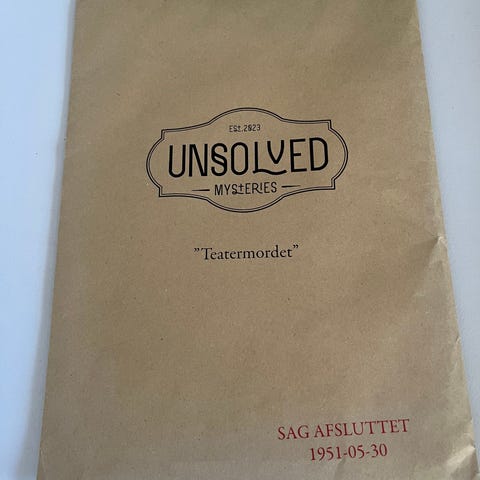 EST.2023
UNSOLVED
MYSTERIES
"Teatermordet"
SAG AFSLUTTET
1951-05-30